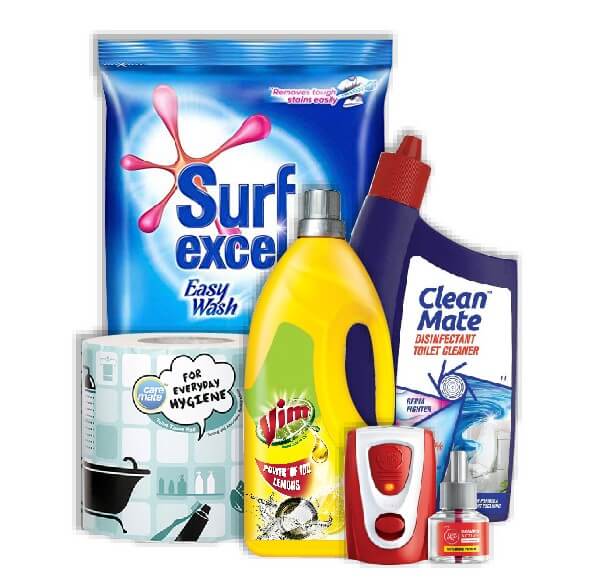 Removes tough
stains easily
Surf
excel
Easy
Wash
Clean
Mate
DISINFECTANT
TOILET CLEANER
1 L
GERM
FIGHTER
care
mate
FOR
EVERYDAY
HYGIENE
Vim
POWER OF 100
LEMONS